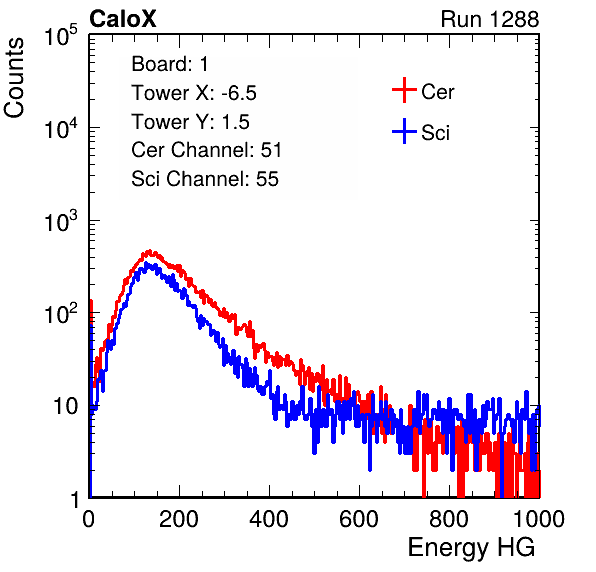 CaloX Run 1288
10^5
Counts
Board: 1
Tower X: -6.5
Tower Y: 1.5
Cer Channel: 51
Sci Channel: 55
Cer
Sci
10^4
10^3
10^2
10
1
0 200 400 600 800 1000
Energy HG